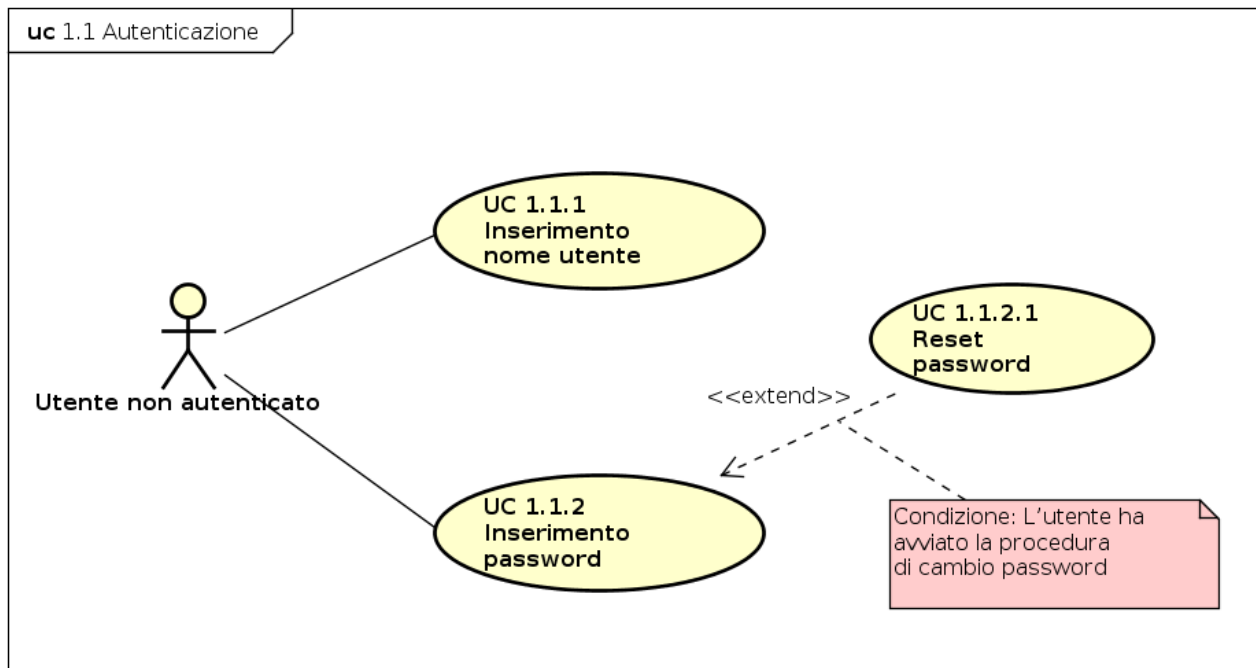 uc 1.1 Autenticazione
UC 1.1.1
Inserimento
nome utente
UC 1.1.2.1
Reset
password
Utente non autenticato
<<extend>>
UC 1.1.2
Inserimento
password
Condizione: L'utente ha
avviato la procedura
di cambio password